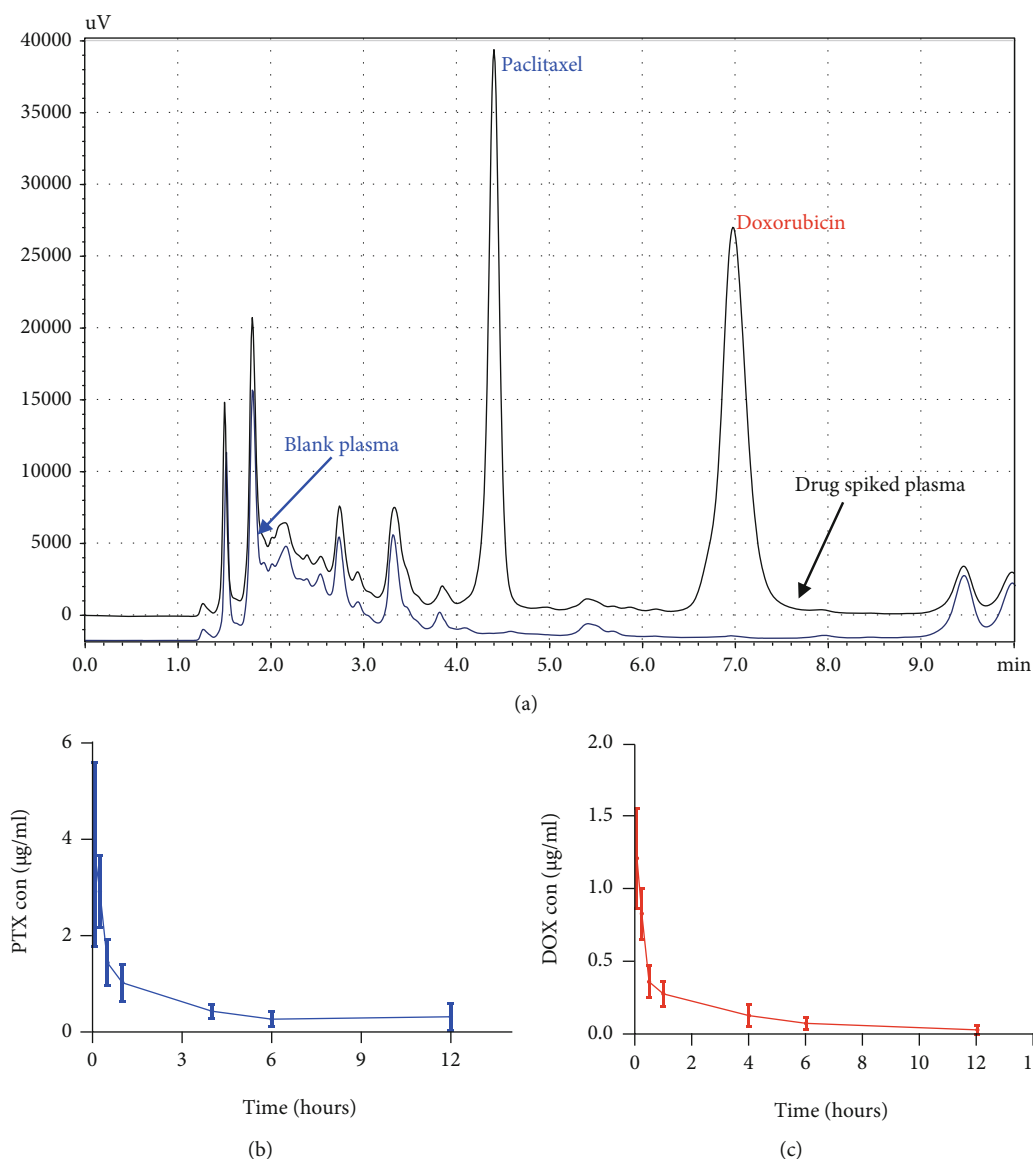 uV
40000
35000
30000
25000
20000
15000
10000
5000
0
Paclitaxel
Doxorubicin
Blank plasma
Drug spiked plasma
0.0 1.0 2.0 3.0 4.0 5.0 6.0 7.0 8.0 9.0 min
(a)
PTX con (μg/ml)
6
4
2
0
0 3 6 9 12
Time (hours)
(b)
DOX con (μg/ml)
2.0
1.5
1.0
0.5
0.0
0 2 4 6 8 10 12 1
Time (hours)
(c)